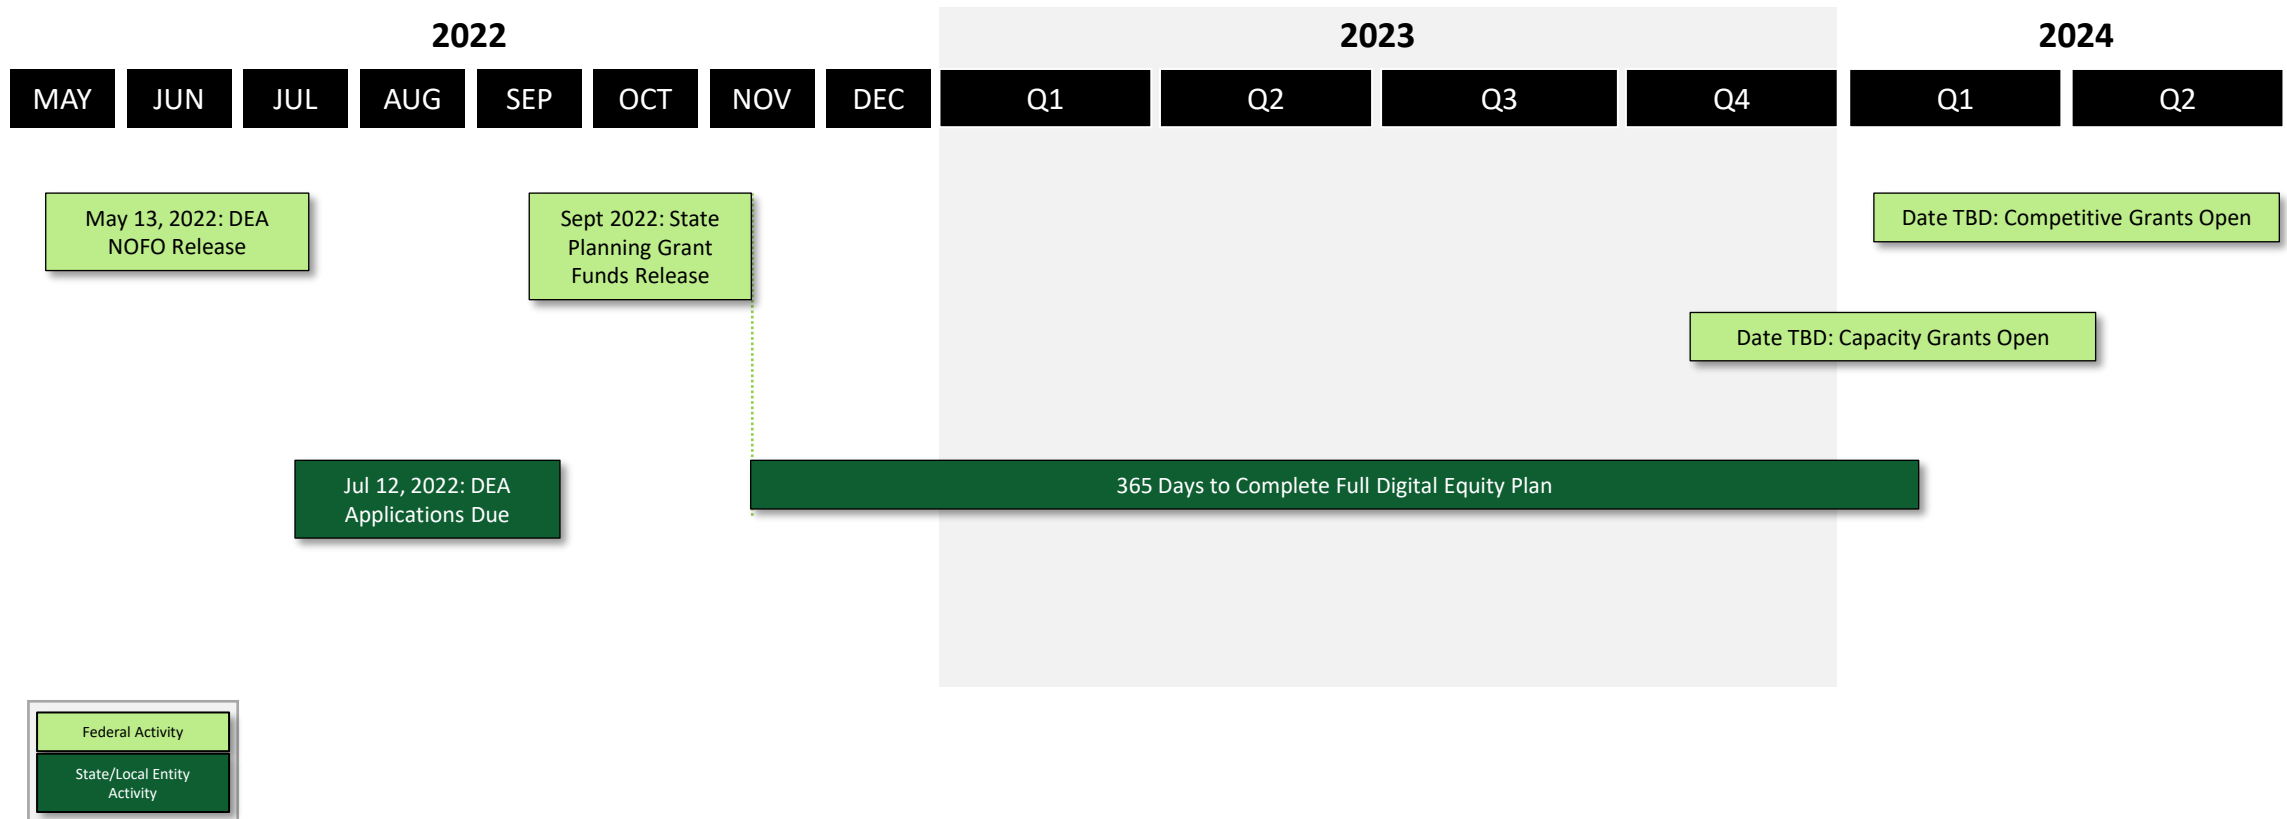 2022
2023
2024
MAY
JUN
JUL
AUG
SEP
OCT
NOV
DEC
Q1
Q2
Q3
Q4
Q1
Q2
May 13, 2022: DEA
NOFO Release
Sept 2022: State
Planning Grant
Funds Release
Date TBD: Competitive Grants Open
Date TBD: Capacity Grants Open
Jul 12, 2022: DEA
Applications Due
365 Days to Complete Full Digital Equity Plan
Federal Activity
State/Local Entity
Activity